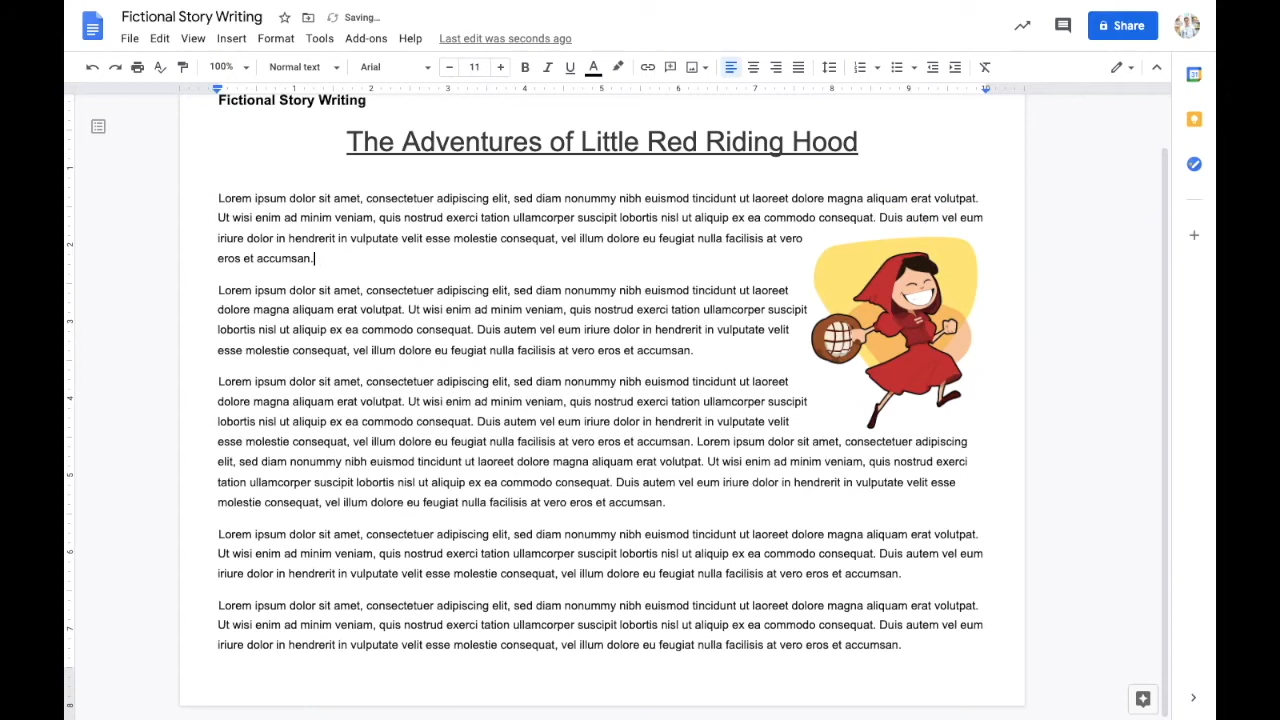 Fictional Story Writing Saving…
File Edit View Insert Format Tools Add-ons Help Last edit was seconds ago
Share
100% Normal text Arial 11
1 2 3 4 5 6 7 8 9 10
Fictional Story Writing
The Adventures of Little Red Riding Hood
Lorem ipsum dolor sit amet, consectetuer adipiscing elit, sed diam nonummy nibh euismod tincidunt ut laoreet dolore magna aliquam erat volutpat.
Ut wisi enim ad minim veniam, quis nostrud exerci tation ullamcorper suscipit lobortis nisl ut aliquip ex ea commodo consequat. Duis autem vel eum
iriure dolor in hendrerit in vulputate velit esse molestie consequat, vel illum dolore eu feugiat nulla facilisis at vero
eros et accumsan.
Lorem ipsum dolor sit amet, consectetuer adipiscing elit, sed diam nonummy nibh euismod tincidunt ut laoreet
dolore magna aliquam erat volutpat. Ut wisi enim ad minim veniam, quis nostrud exerci tation ullamcorper suscipit
lobortis nisl ut aliquip ex ea commodo consequat. Duis autem vel eum iriure dolor in hendrerit in vulputate velit
esse molestie consequat, vel illum dolore eu feugiat nulla facilisis at vero eros et accumsan.
Lorem ipsum dolor sit amet, consectetuer adipiscing elit, sed diam nonummy nibh euismod tincidunt ut laoreet
dolore magna aliquam erat volutpat. Ut wisi enim ad minim veniam, quis nostrud exerci tation ullamcorper suscipit
lobortis nisl ut aliquip ex ea commodo consequat. Duis autem vel eum iriure dolor in hendrerit in vulputate velit
esse molestie consequat, vel illum dolore eu feugiat nulla facilisis at vero eros et accumsan. Lorem ipsum dolor sit amet, consectetuer adipiscing
elit, sed diam nonummy nibh euismod tincidunt ut laoreet dolore magna aliquam erat volutpat. Ut wisi enim ad minim veniam, quis nostrud exerci
tation ullamcorper suscipit lobortis nisl ut aliquip ex ea commodo consequat. Duis autem vel eum iriure dolor in hendrerit in vulputate velit esse
molestie consequat, vel illum dolore eu feugiat nulla facilisis at vero eros et accumsan.
Lorem ipsum dolor sit amet, consectetuer adipiscing elit, sed diam nonummy nibh euismod tincidunt ut laoreet dolore magna aliquam erat volutpat.
Ut wisi enim ad minim veniam, quis nostrud exerci tation ullamcorper suscipit lobortis nisl ut aliquip ex ea commodo consequat. Duis autem vel eum
iriure dolor in hendrerit in vulputate velit esse molestie consequat, vel illum dolore eu feugiat nulla facilisis at vero eros et accumsan.
Lorem ipsum dolor sit amet, consectetuer adipiscing elit, sed diam nonummy nibh euismod tincidunt ut laoreet dolore magna aliquam erat volutpat.
Ut wisi enim ad minim veniam, quis nostrud exerci tation ullamcorper suscipit lobortis nisl ut aliquip ex ea commodo consequat. Duis autem vel eum
iriure dolor in hendrerit in vulputate velit esse molestie consequat, vel illum dolore eu feugiat nulla facilisis at vero eros et accumsan.